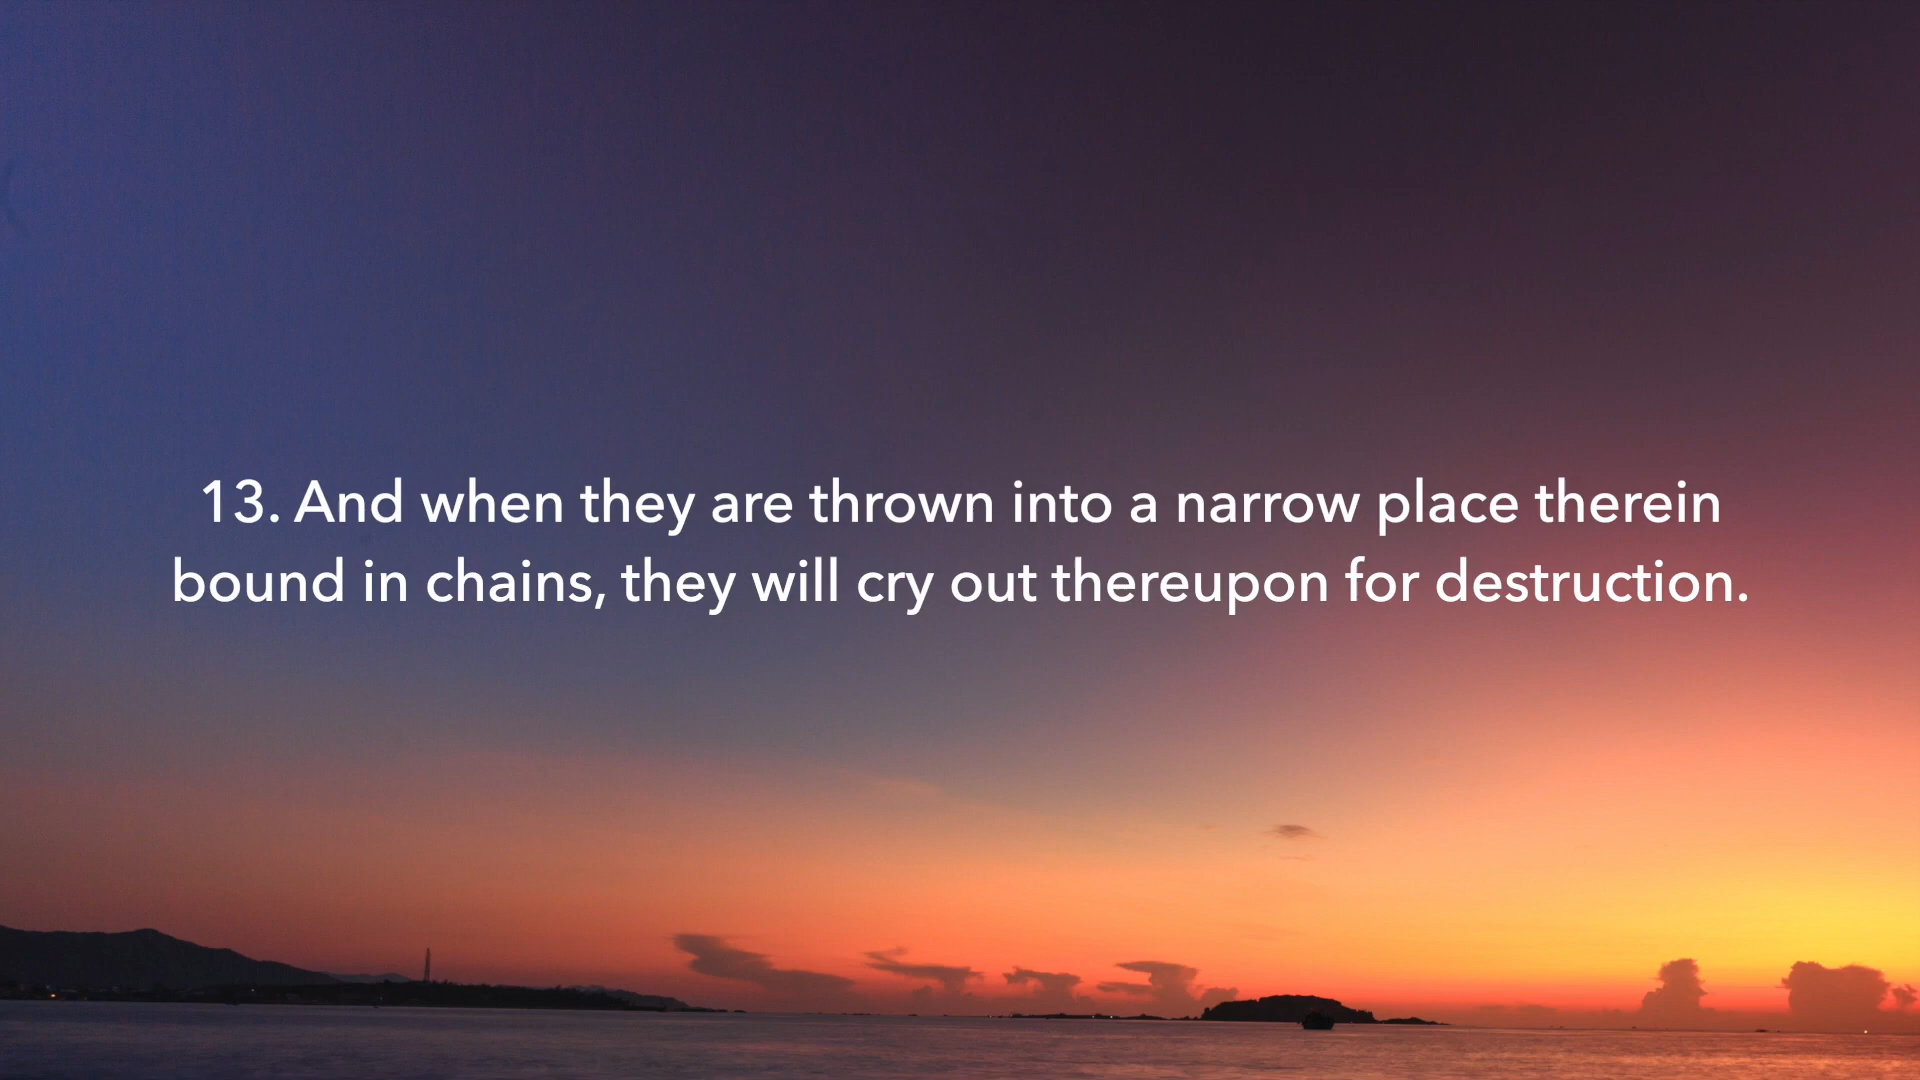 13. And when they are thrown into a narrow place therein
bound in chains, they will cry out thereupon for destruction.